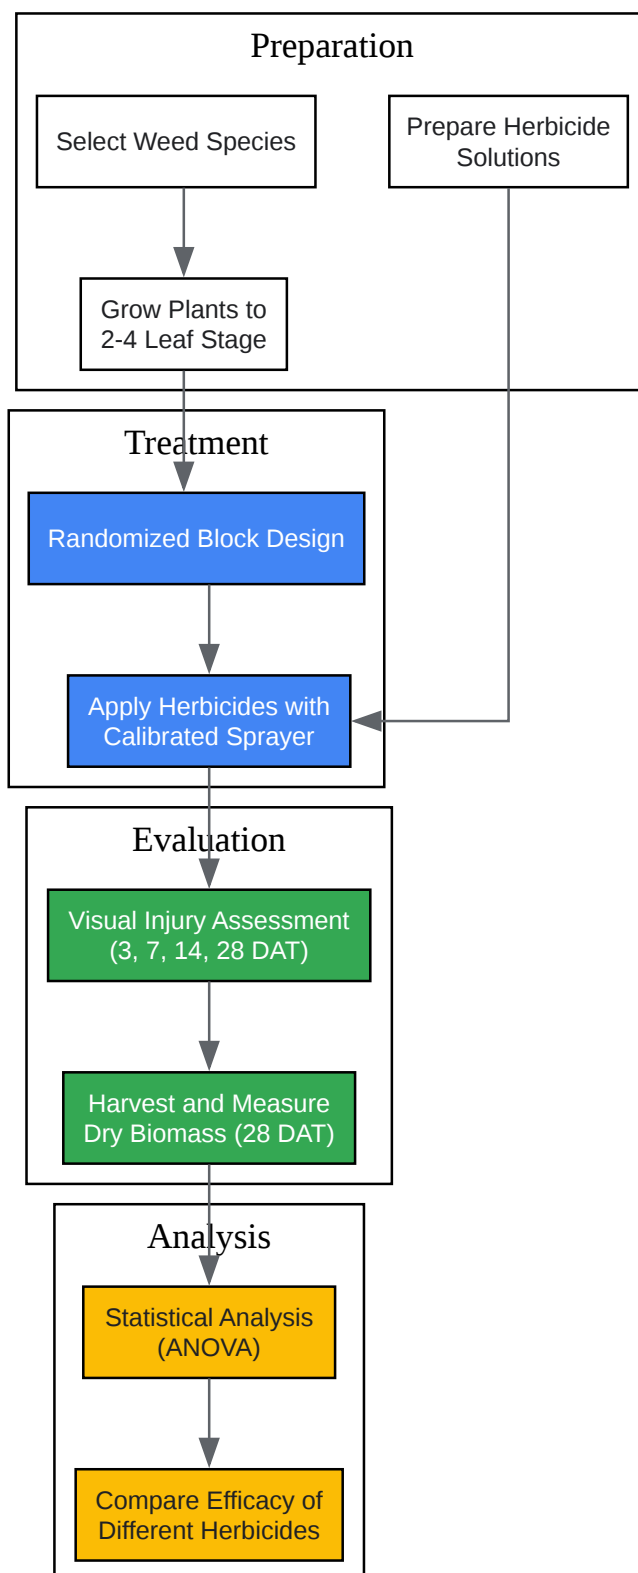 Preparation
Select Weed Species
Prepare Herbicide
Solutions
Grow Plants to
2-4 Leaf Stage
Treatment
Randomized Block Design
Apply Herbicides with
Calibrated Sprayer
Evaluation
Visual Injury Assessment
(3, 7, 14, 28 DAT)
Harvest and Measure
Dry Biomass (28 DAT)
Analysis
Statistical Analysis
(ANOVA)
Compare Efficacy of
Different Herbicides